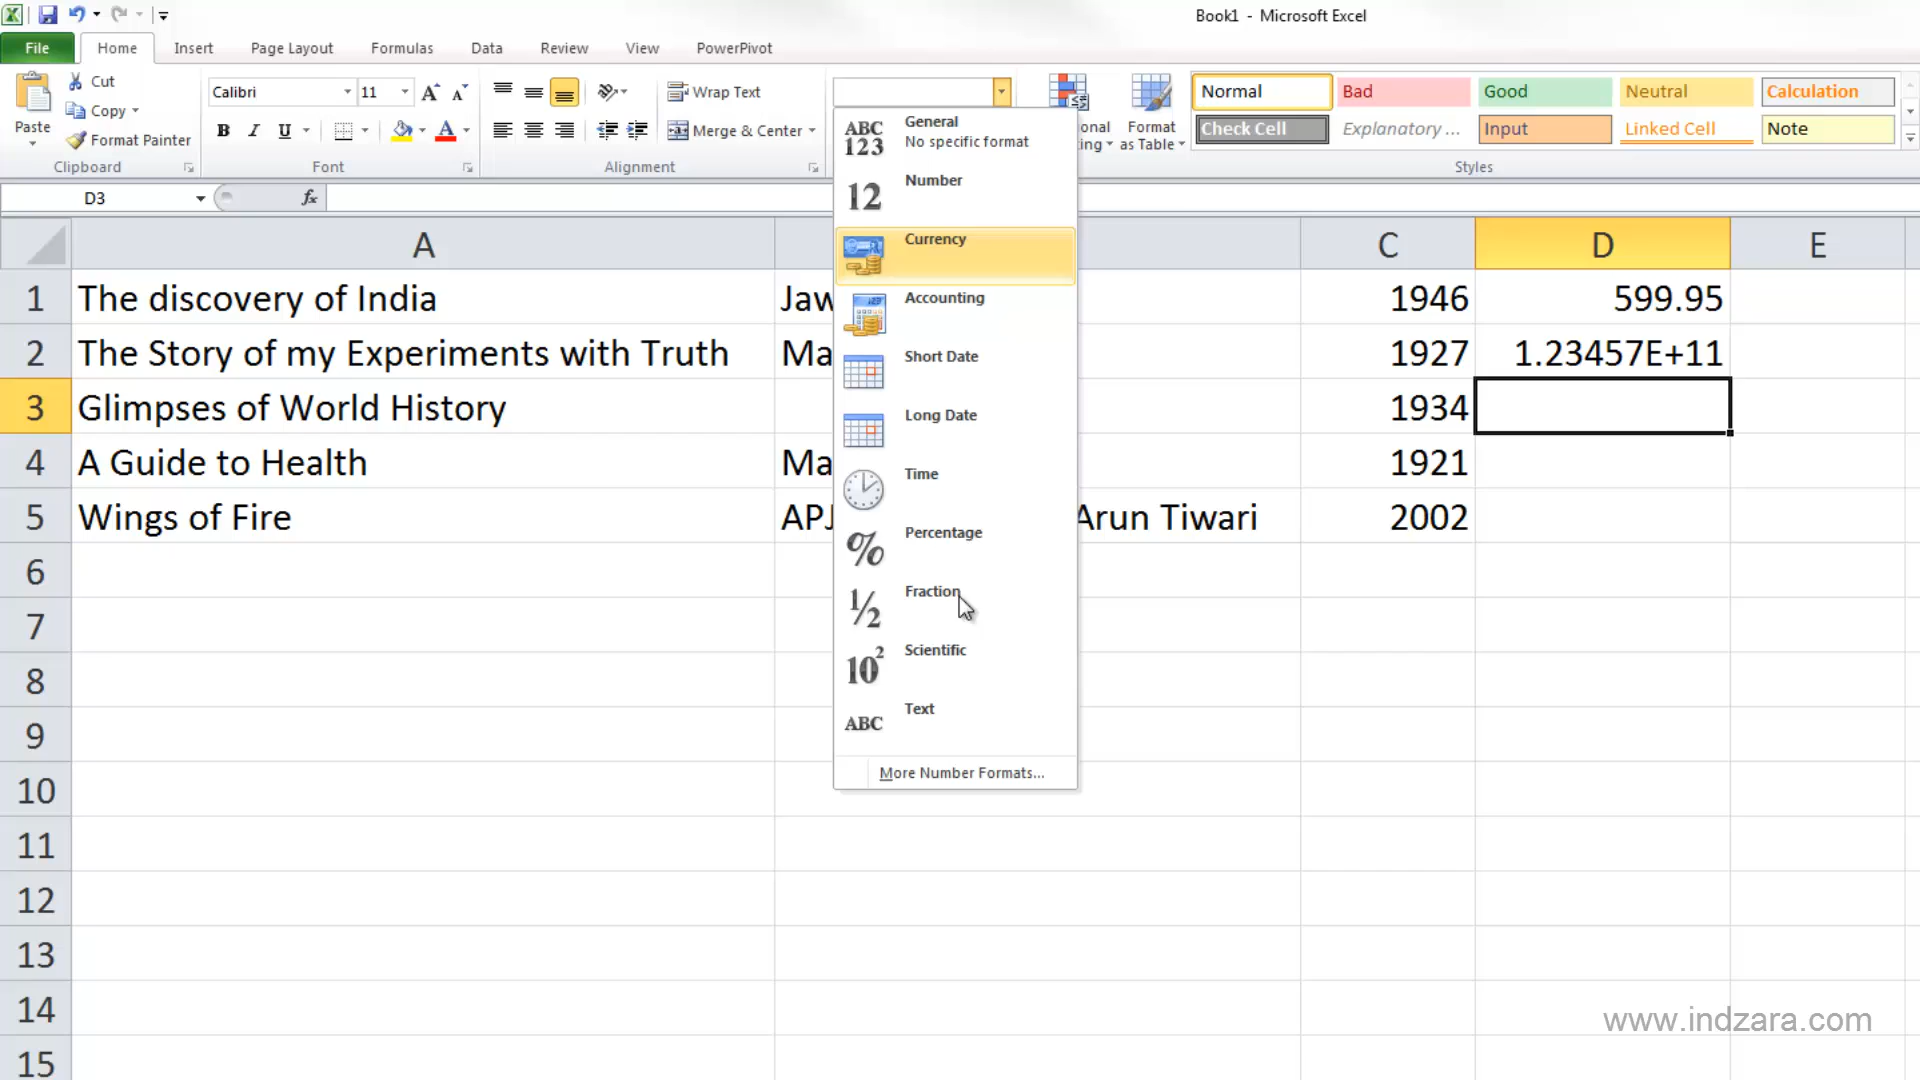 Book1 - Microsoft Excel
File Home Insert Page Layout Formulas Data Review View PowerPivot
Paste
Cut
Copy
Format Painter
Clipboard
Calibri 11
B I U
Font
Wrap Text
Merge & Center
Alignment
Format
as Table
Normal Bad Good Neutral Calculation
Check Cell Explanatory ... Input Linked Cell Note
Styles
ABC
123
General
No specific format
12 Number
Currency
Accounting
Short Date
Long Date
Time
% Percentage
½ Fraction
10² Scientific
ABC Text
More Number Formats...
D3 fx
A C D E
1 The discovery of India Jaw 1946 599.95
2 The Story of my Experiments with Truth Ma 1927 1.23457E+11
3 Glimpses of World History 1934
4 A Guide to Health Ma 1921
5 Wings of Fire APJ Arun Tiwari 2002
6
7
8
9
10
11
12
13
14
15
www.indzara.com